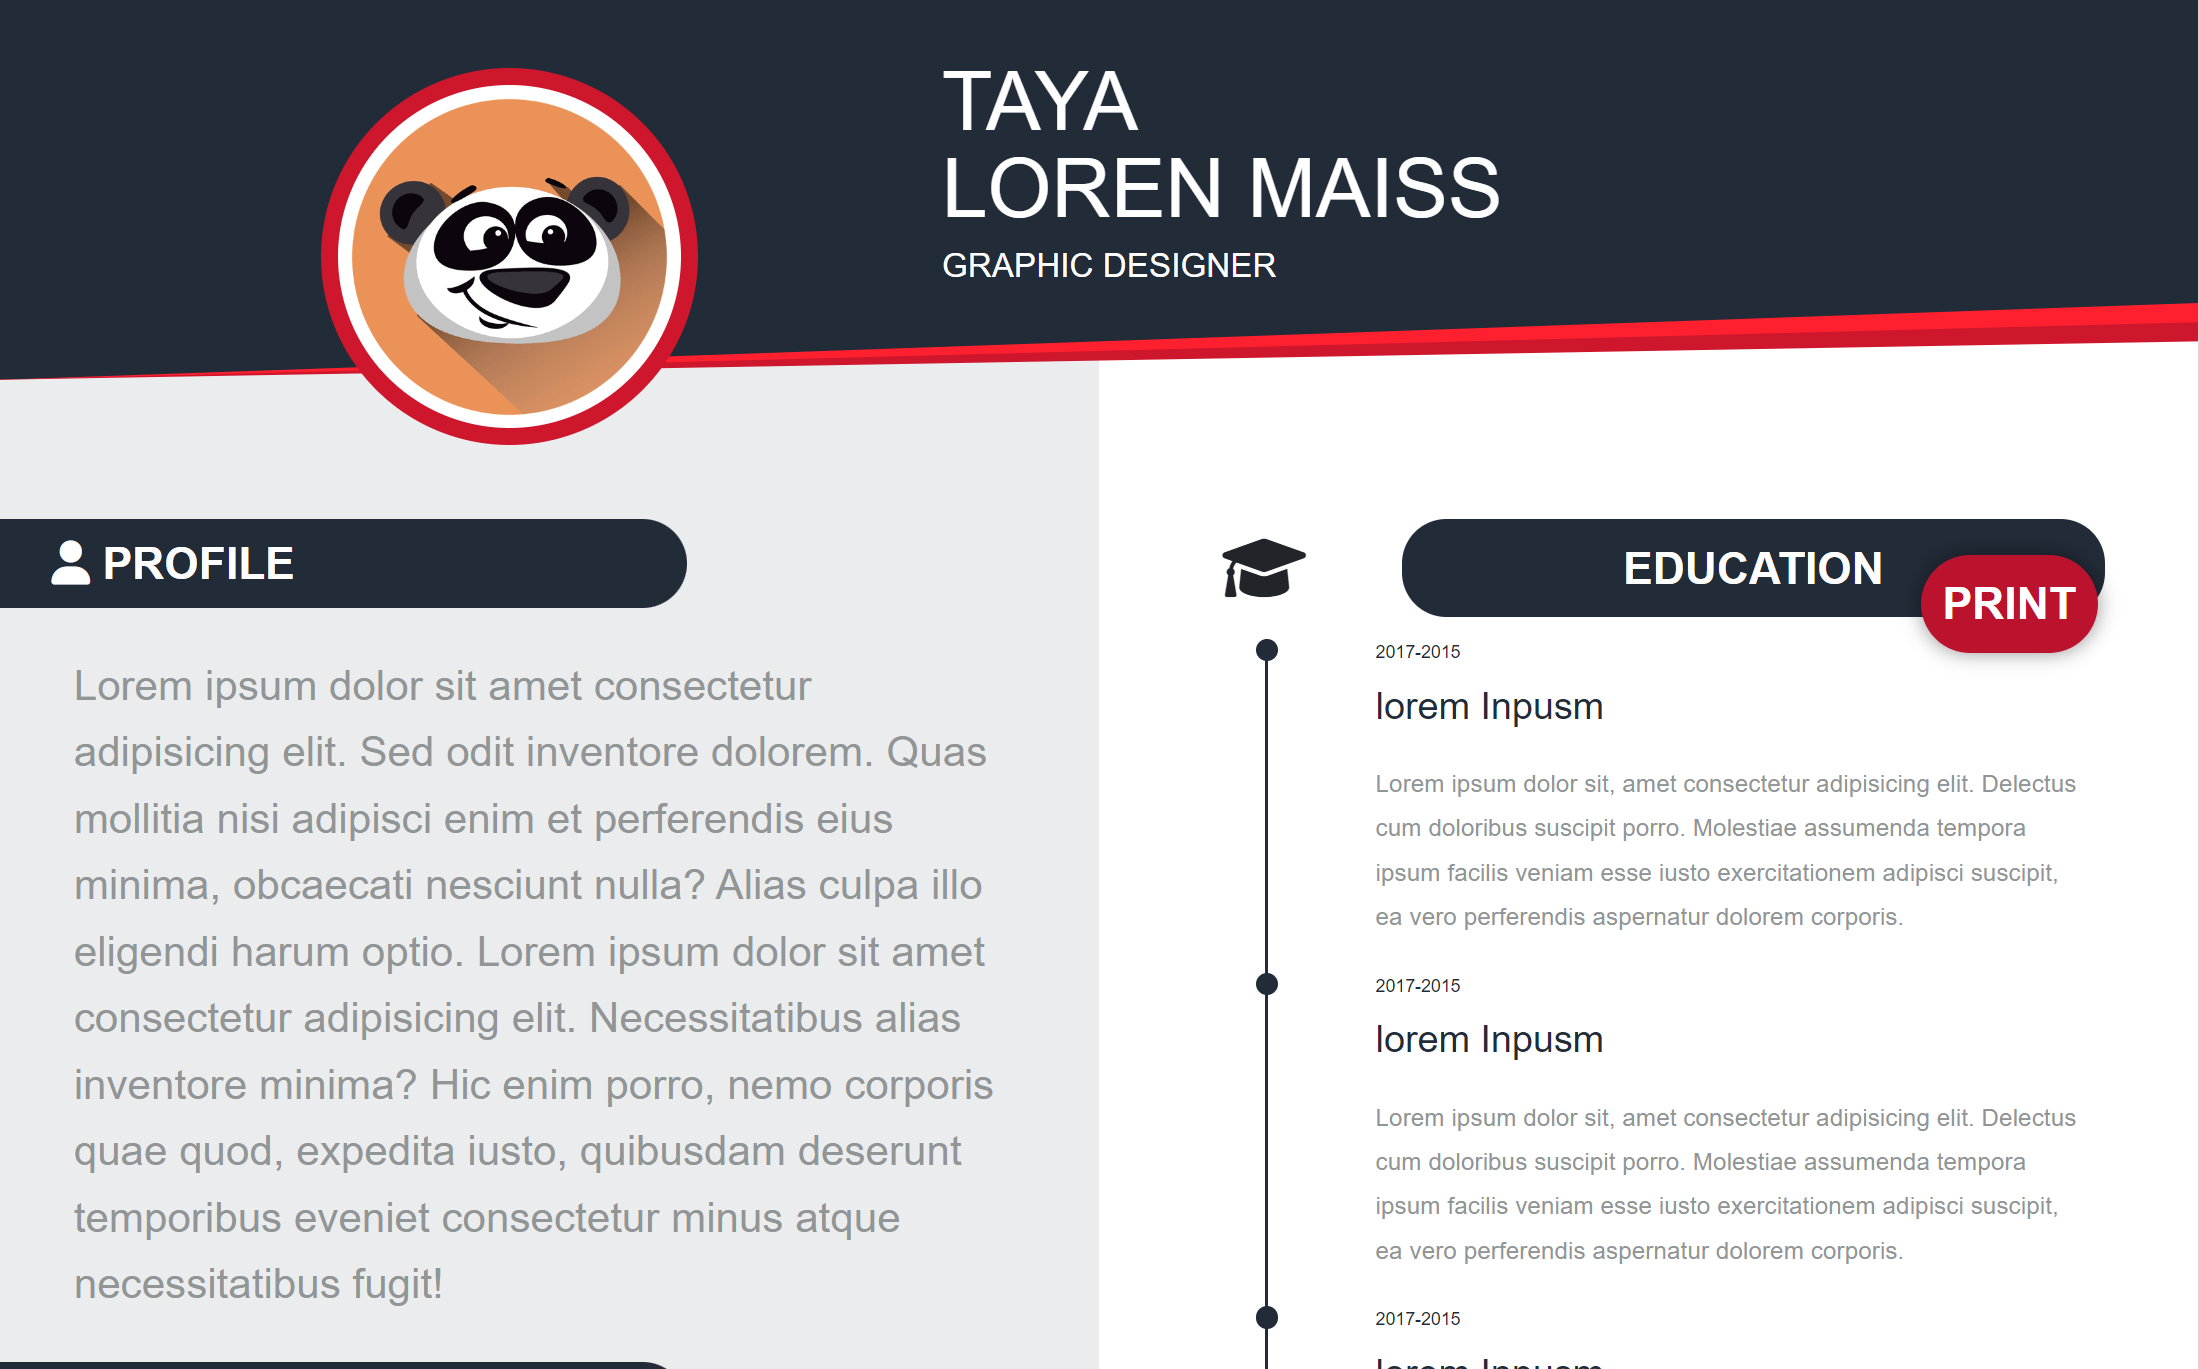 TAYA
LOREN MAISS
GRAPHIC DESIGNER
PROFILE
Lorem ipsum dolor sit amet consectetur
adipisicing elit. Sed odit inventore dolorem. Quas
mollitia nisi adipisci enim et perferendis eius
minima, obcaecati nesciunt nulla? Alias culpa illo
eligendi harum optio. Lorem ipsum dolor sit amet
consectetur adipisicing elit. Necessitatibus alias
inventore minima? Hic enim porro, nemo corporis
quae quod, expedita iusto, quibusdam deserunt
temporibus eveniet consectetur minus atque
necessitatibus fugit!
EDUCATION
PRINT
2017-2015
lorem Inpusm
Lorem ipsum dolor sit, amet consectetur adipisicing elit. Delectus
cum doloribus suscipit porro. Molestiae assumenda tempora
ipsum facilis veniam esse iusto exercitationem adipisci suscipit,
ea vero perferendis aspernatur dolorem corporis.
2017-2015
lorem Inpusm
Lorem ipsum dolor sit, amet consectetur adipisicing elit. Delectus
cum doloribus suscipit porro. Molestiae assumenda tempora
ipsum facilis veniam esse iusto exercitationem adipisci suscipit,
ea vero perferendis aspernatur dolorem corporis.
2017-2015